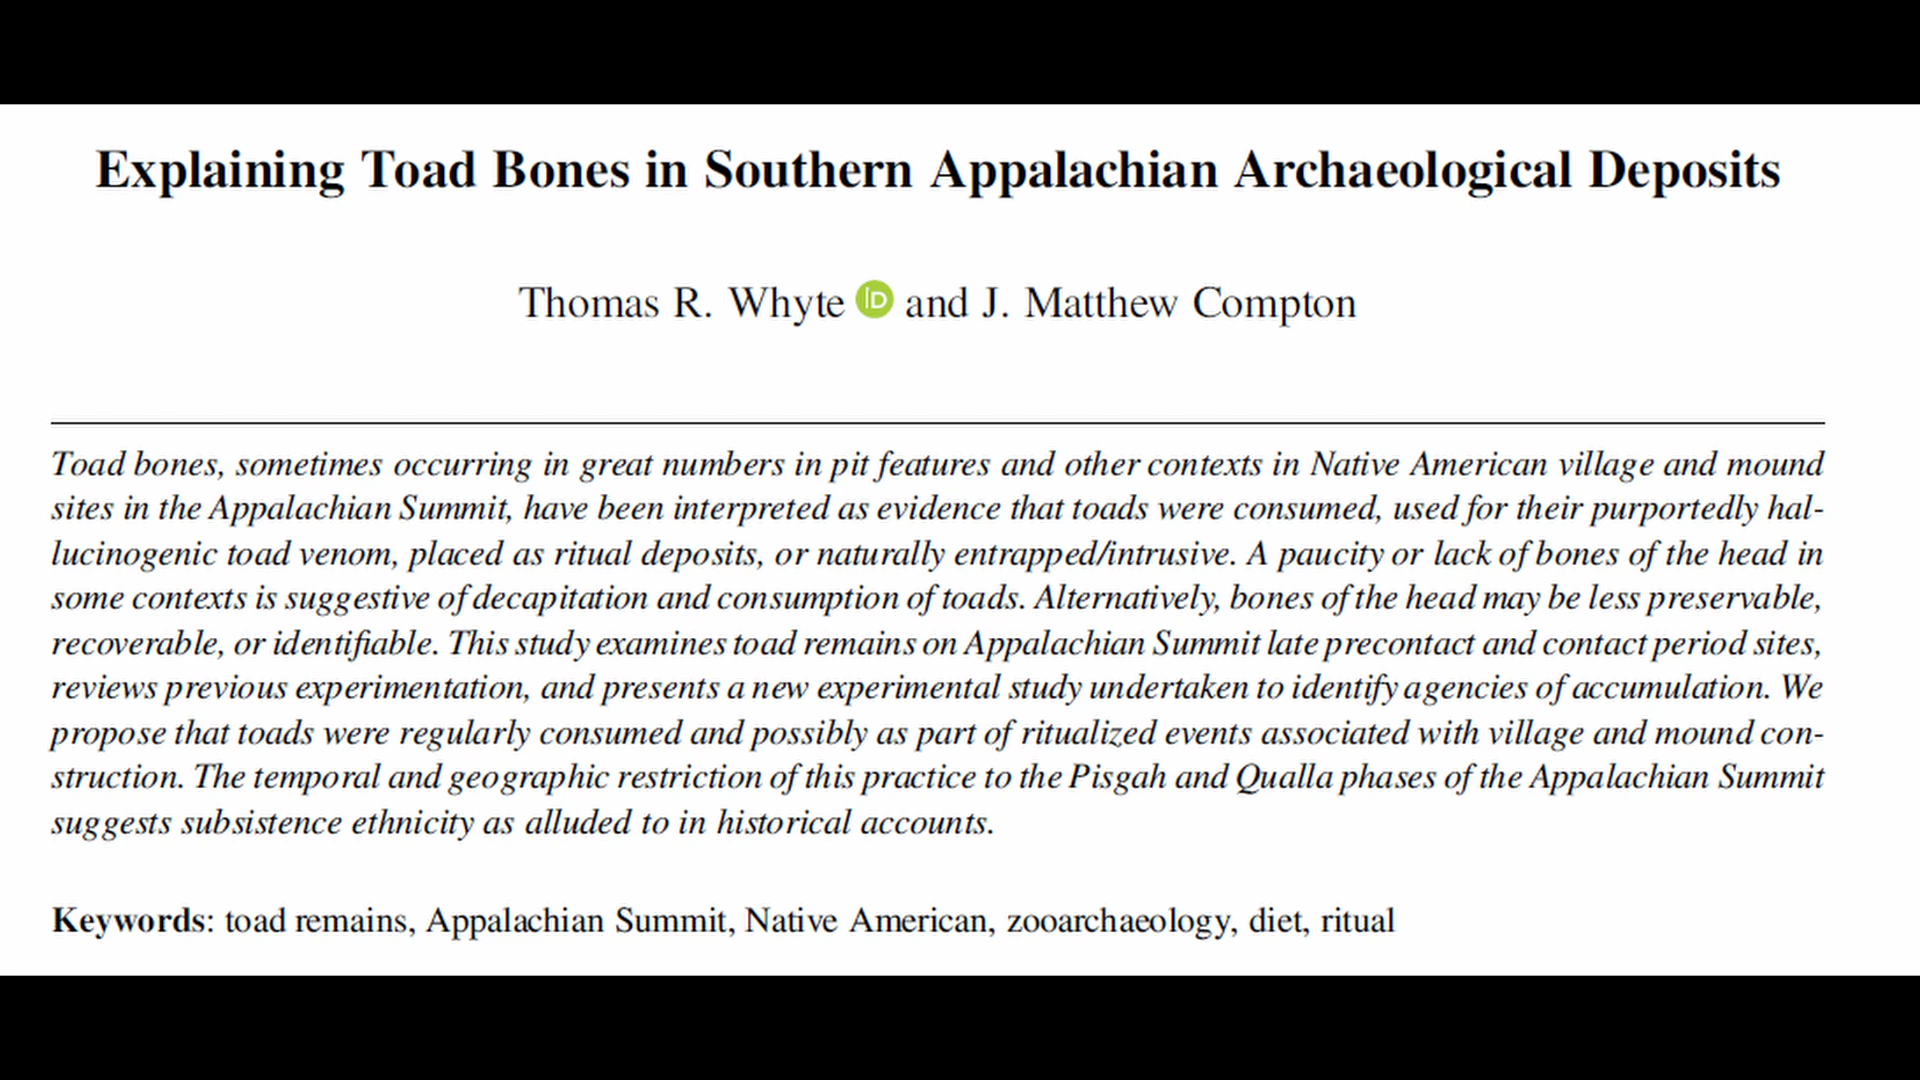 Explaining Toad Bones in Southern Appalachian Archaeological Deposits
Thomas R. Whyte iD and J. Matthew Compton
Toad bones, sometimes occurring in great numbers in pit features and other contexts in Native American village and mound
sites in the Appalachian Summit, have been interpreted as evidence that toads were consumed, used for their purportedly hal-
lucinogenic toad venom, placed as ritual deposits, or naturally entrapped/intrusive. A paucity or lack of bones of the head in
some contexts is suggestive of decapitation and consumption of toads. Alternatively, bones of the head may be less preservable,
recoverable, or identifiable. This study examines toad remains on Appalachian Summit late precontact and contact period sites,
reviews previous experimentation, and presents a new experimental study undertaken to identify agencies of accumulation. We
propose that toads were regularly consumed and possibly as part of ritualized events associated with village and mound con-
struction. The temporal and geographic restriction of this practice to the Pisgah and Qualla phases of the Appalachian Summit
suggests subsistence ethnicity as alluded to in historical accounts.
Keywords: toad remains, Appalachian Summit, Native American, zooarchaeology, diet, ritual